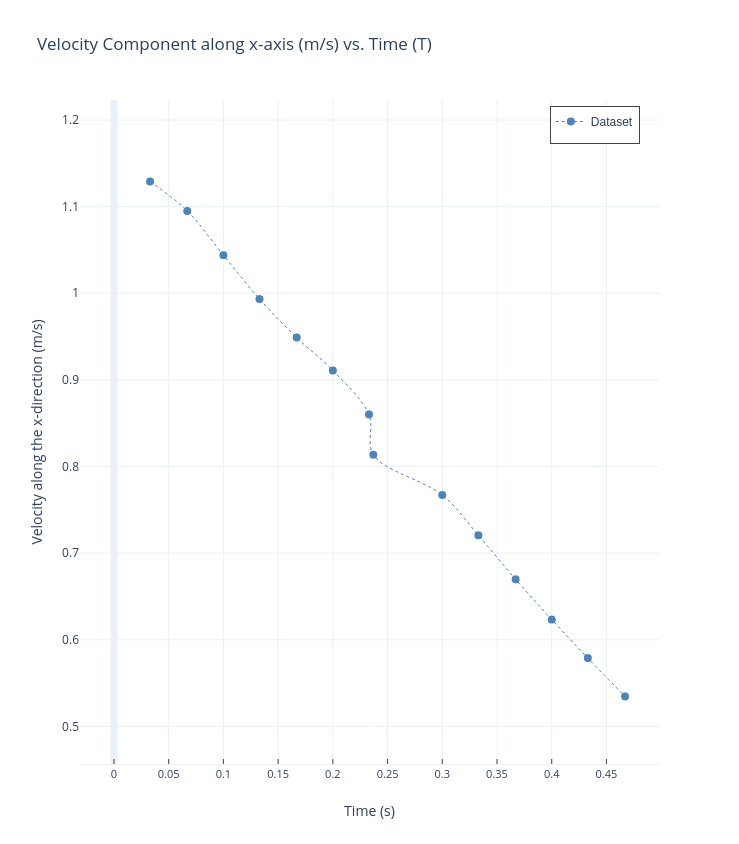 Velocity Component along x-axis (m/s) vs. Time (T)
Dataset
1.2
1.1
1
0.9
0.8
0.7
0.6
0.5
Velocity along the x-direction (m/s)
0 0.05 0.1 0.15 0.2 0.25 0.3 0.35 0.4 0.45
Time (s)